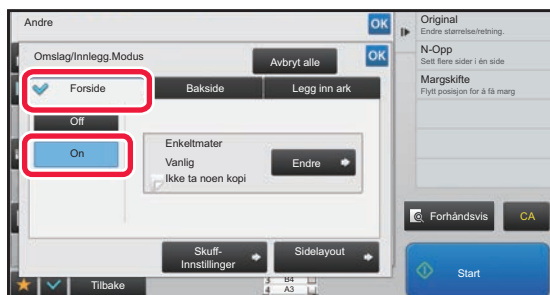 Andre
OK
Omslag/Innlegg.Modus
Avbryt alle
OK
Forside
Bakside
Legg inn ark
Off
On
Enkeltmater
Vanlig
Ikke ta noen kopi
Endre
Skuff-
Innstillinger
Sidelayout
Tilbake
3 B4
4 A3
Original
Endre størrelse/retning.
N-Opp
Sett flere sider i én side
Margskifte
Flytt posisjon for å få marg
Forhåndsvis
CA
Start